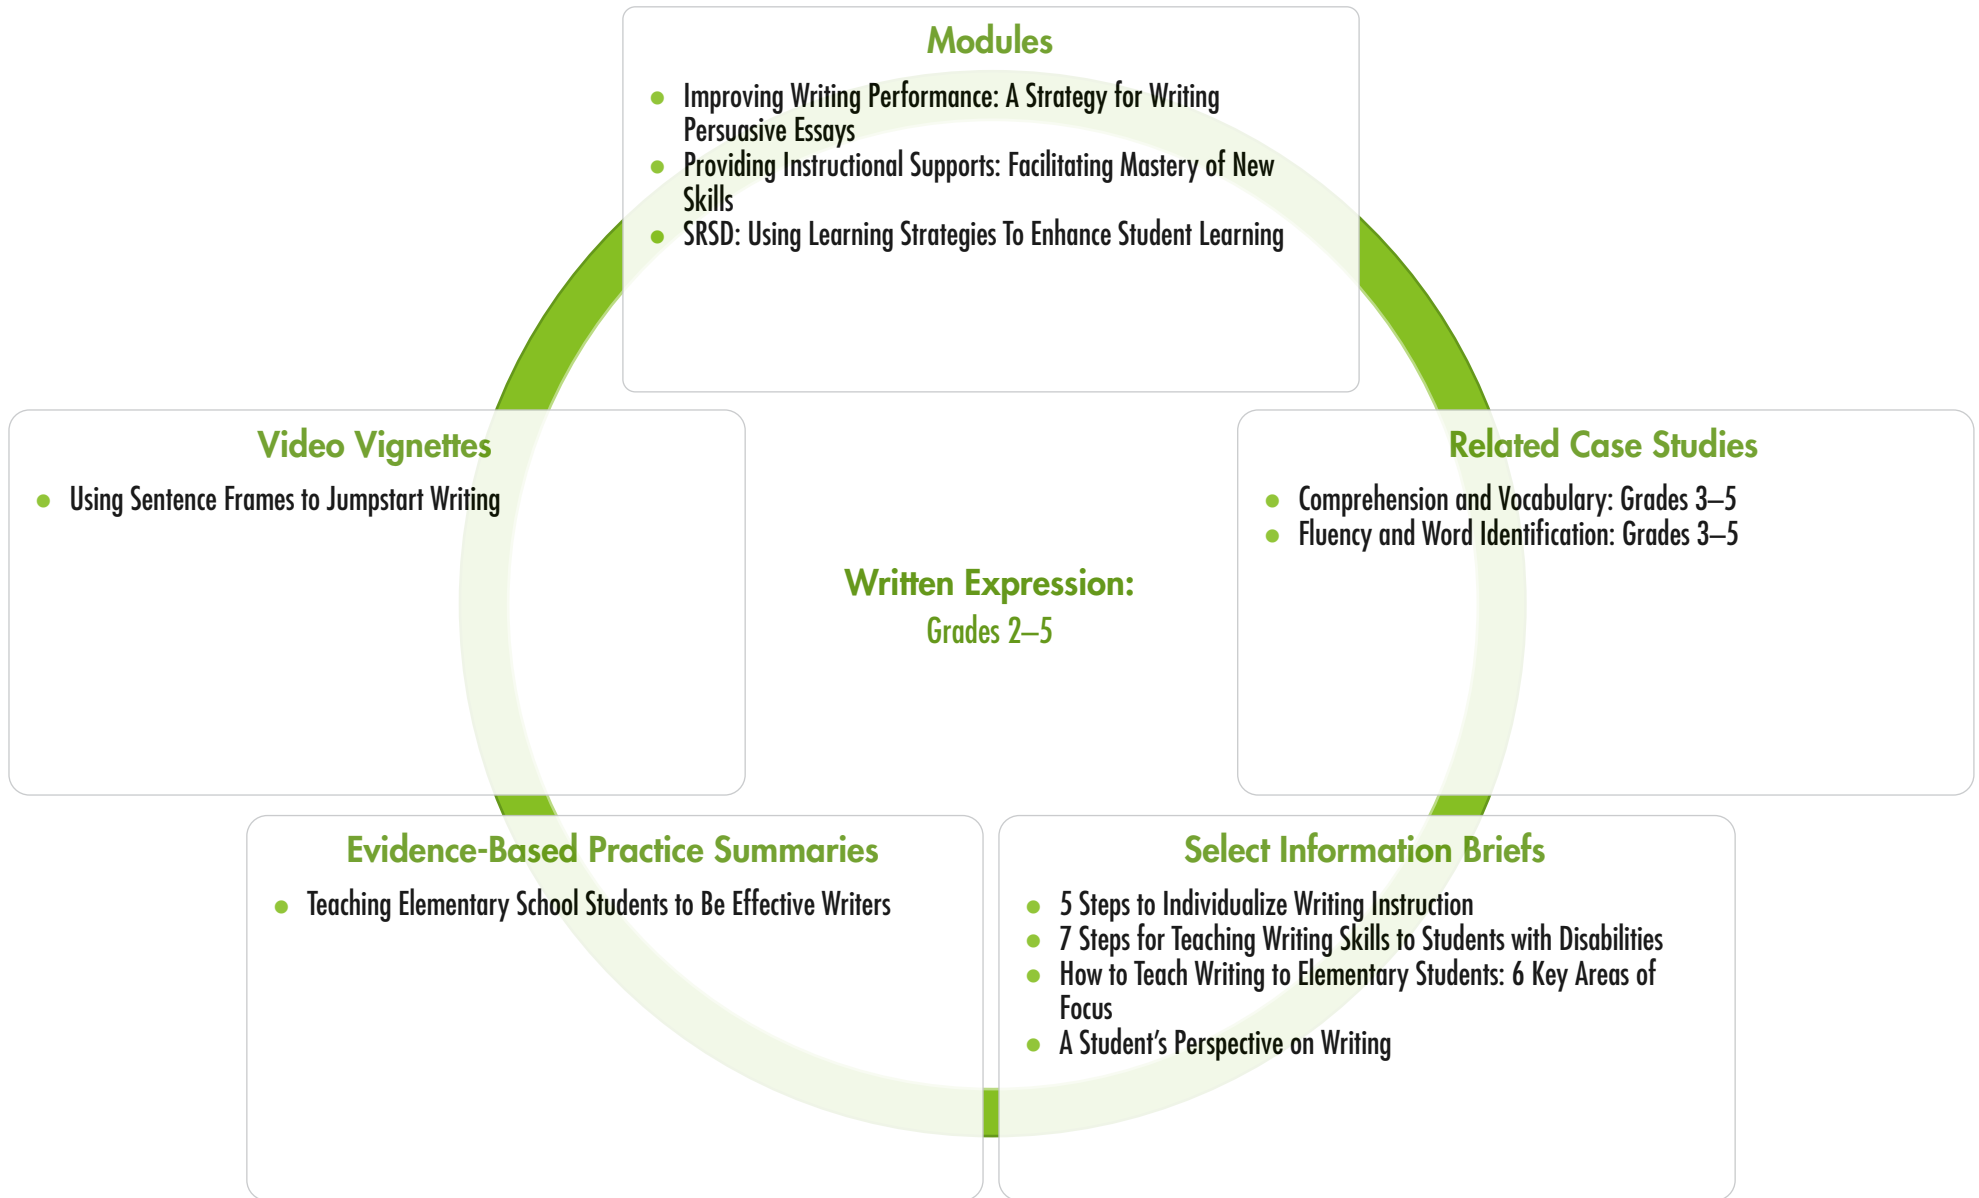 Modules
● Improving Writing Performance: A Strategy for Writing
Persuasive Essays
● Providing Instructional Supports: Facilitating Mastery of New
Skills
● SRSD: Using Learning Strategies To Enhance Student Learning
Video Vignettes
● Using Sentence Frames to Jumpstart Writing
Written Expression:
Grades 2–5
Related Case Studies
● Comprehension and Vocabulary: Grades 3–5
● Fluency and Word Identification: Grades 3–5
Evidence-Based Practice Summaries
● Teaching Elementary School Students to Be Effective Writers
Select Information Briefs
● 5 Steps to Individualize Writing Instruction
● 7 Steps for Teaching Writing Skills to Students with Disabilities
● How to Teach Writing to Elementary Students: 6 Key Areas of
Focus
● A Student’s Perspective on Writing